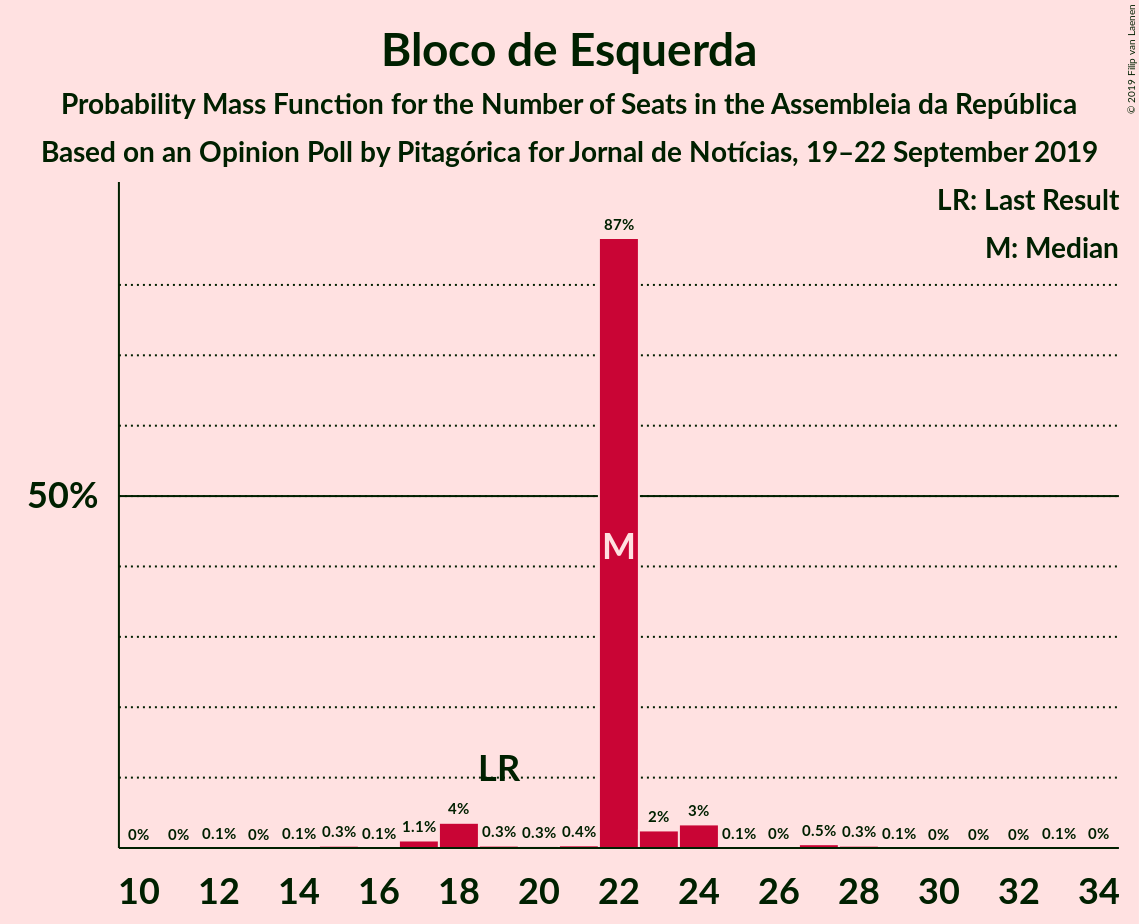 Bloco de Esquerda
Probability Mass Function for the Number of Seats in the Assembleia da República
Based on an Opinion Poll by Pitagórica for Jornal de Notícias, 19–22 September 2019
© 2019 Filip van Laenen
LR: Last Result
M: Median
87%
50%
M
LR
0% 0% 0.1% 0% 0.1% 0.3% 0.1% 1.1% 4% 0.3% 0.3% 0.4% 2% 3% 0.1% 0% 0.5% 0.3% 0.1% 0% 0% 0% 0.1% 0%
10 12 14 16 18 20 22 24 26 28 30 32 34